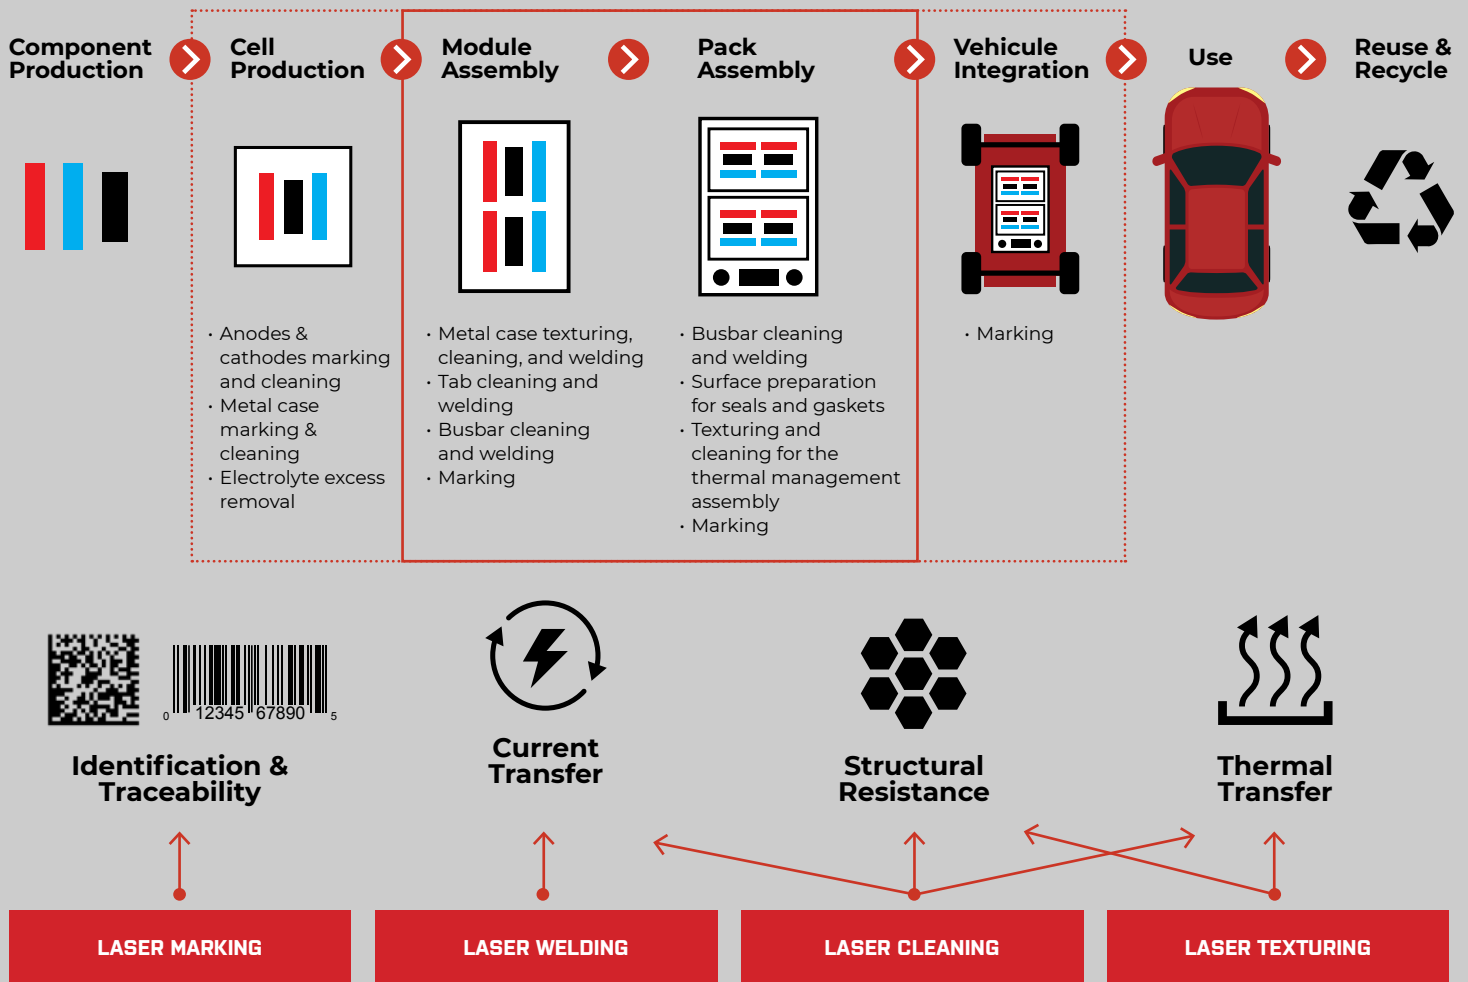 Component
Production
Cell
Production
Module
Assembly
Pack
Assembly
Vehicule
Integration
Use
Reuse &
Recycle
· Anodes &
cathodes marking
and cleaning
· Metal case
marking &
cleaning
· Electrolyte excess
removal
· Metal case texturing,
cleaning, and welding
· Tab cleaning and
welding
· Busbar cleaning
and welding
· Marking
· Busbar cleaning
and welding
· Surface preparation
for seals and gaskets
· Texturing and
cleaning for the
thermal management
assembly
· Marking
· Marking
0 12345 67890 5
Identification &
Traceability
Current
Transfer
Structural
Resistance
Thermal
Transfer
LASER MARKING
LASER WELDING
LASER CLEANING
LASER TEXTURING